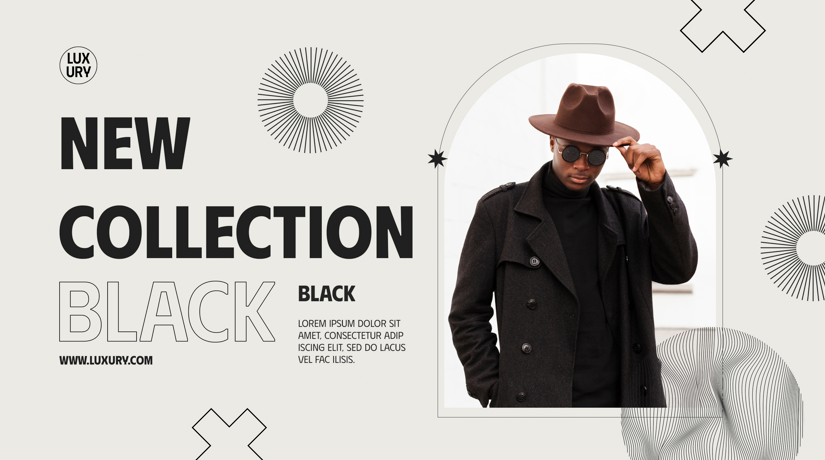 LUX
URY
NEW
COLLECTION
BLACK
WWW.LUXURY.COM
BLACK
LOREM IPSUM DOLOR SIT
AMET, CONSECTETUR ADIP
ISCING ELIT, SED DO LACUS
VEL FAC ILISIS.